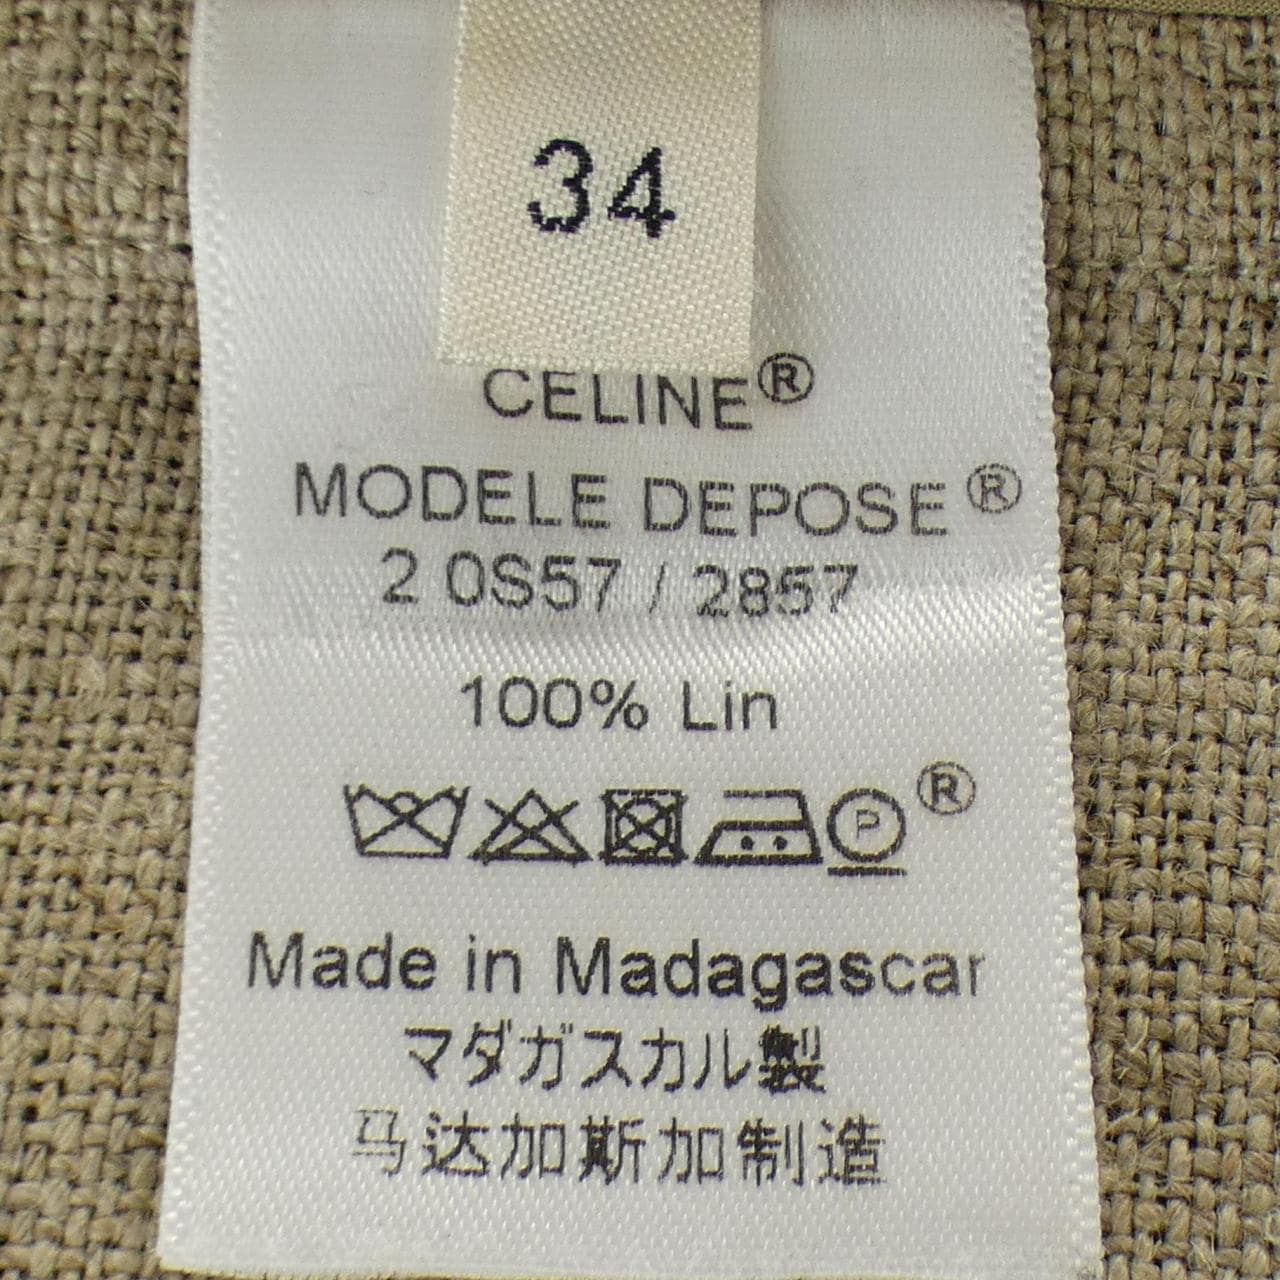 34
CELINE®
MODELE DEPOSE®
2 0S57 / 2857
100% Lin
P ®
Made in Madagascar
マダガスカル製
马达加斯加制造